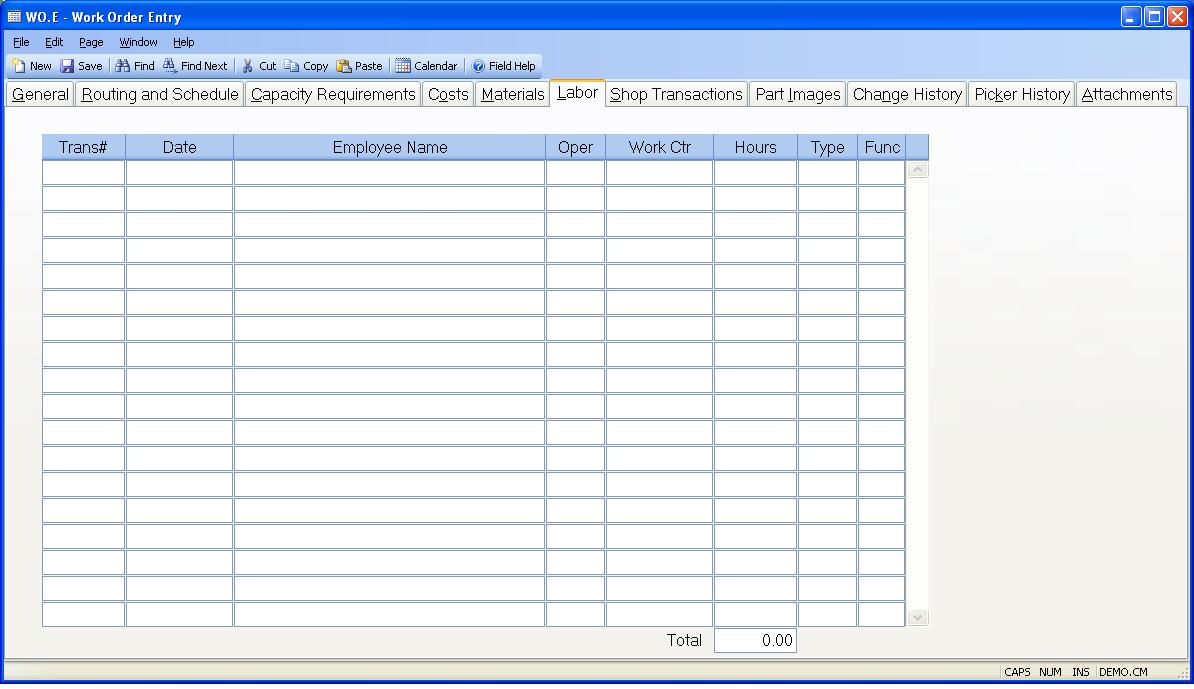 WO.E - Work Order Entry
File Edit Page Window Help
New Save Find Find Next Cut Copy Paste Calendar Field Help
General Routing and Schedule Capacity Requirements Costs Materials Labor Shop Transactions Part Images Change History Picker History Attachments
Trans# Date Employee Name Oper Work Ctr Hours Type Func
Total 0.00
CAPS NUM INS DEMO.CM